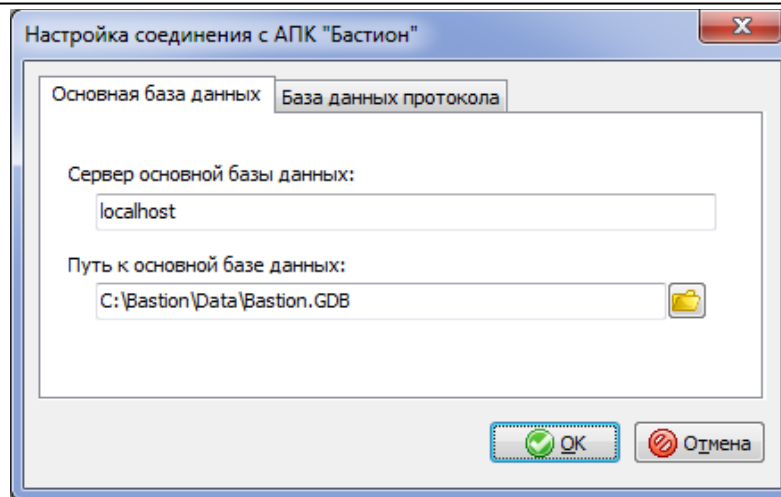 Настройка соединения с АПК "Бастион"
Основная база данных
База данных протокола
Сервер основной базы данных:
localhost
Путь к основной базе данных:
C:\Bastion\Data\Bastion.GDB
OK
Отмена